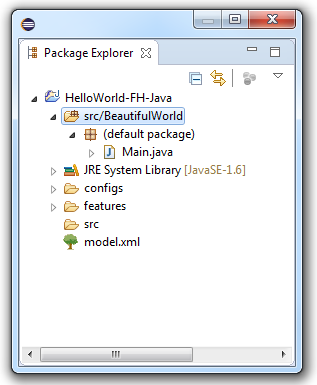 Package Explorer
HelloWorld-FH-Java
src/BeautifulWorld
(default package)
Main.java
JRE System Library [JavaSE-1.6]
configs
features
src
model.xml